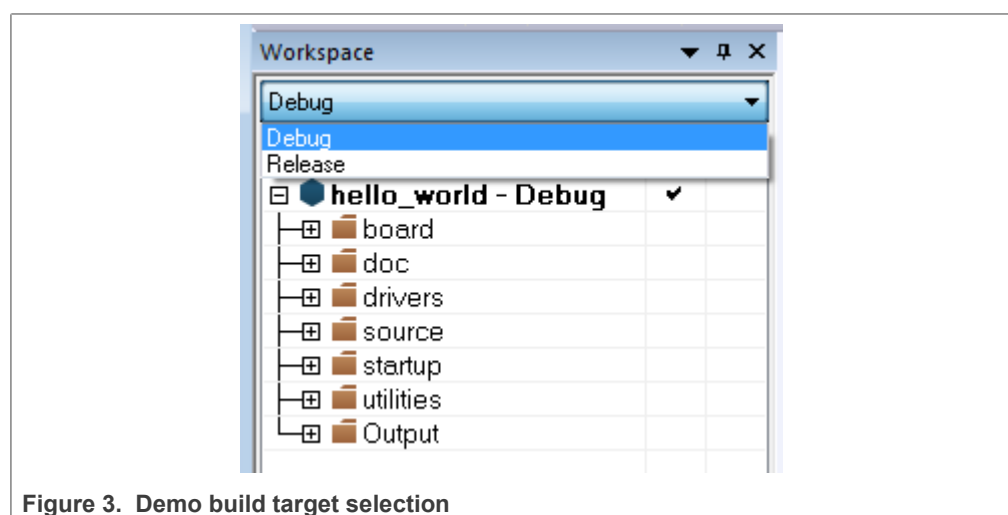 Workspace
Debug
Debug
Release
hello_world - Debug
board
doc
drivers
source
startup
utilities
Output
Figure 3. Demo build target selection